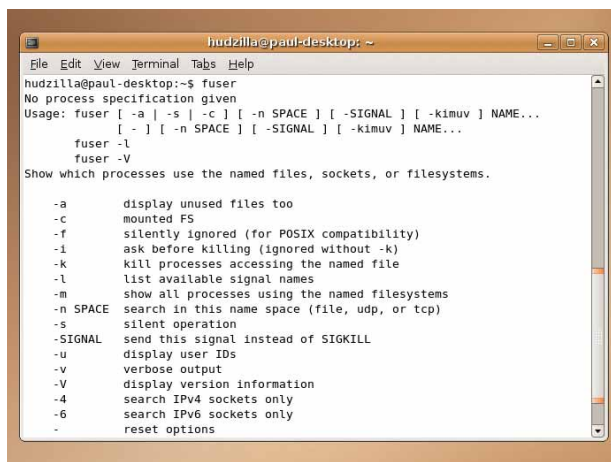 hudzilla@paul-desktop: ~
File Edit View Terminal Tabs Help
hudzilla@paul-desktop:~$ fuser
No process specification given
Usage: fuser [ -a | -s | -c ] [ -n SPACE ] [ -SIGNAL ] [ -kimuv ] NAME...
[ - ] [ -n SPACE ] [ -SIGNAL ] [ -kimuv ] NAME...
fuser -l
fuser -V
Show which processes use the named files, sockets, or filesystems.
-a display unused files too
-c mounted FS
-f silently ignored (for POSIX compatibility)
-i ask before killing (ignored without -k)
-k kill processes accessing the named file
-l list available signal names
-m show all processes using the named filesystems
-n SPACE search in this name space (file, udp, or tcp)
-s silent operation
-SIGNAL send this signal instead of SIGKILL
-u display user IDs
-v verbose output
-V display version information
-4 search IPv4 sockets only
-6 search IPv6 sockets only
- reset options